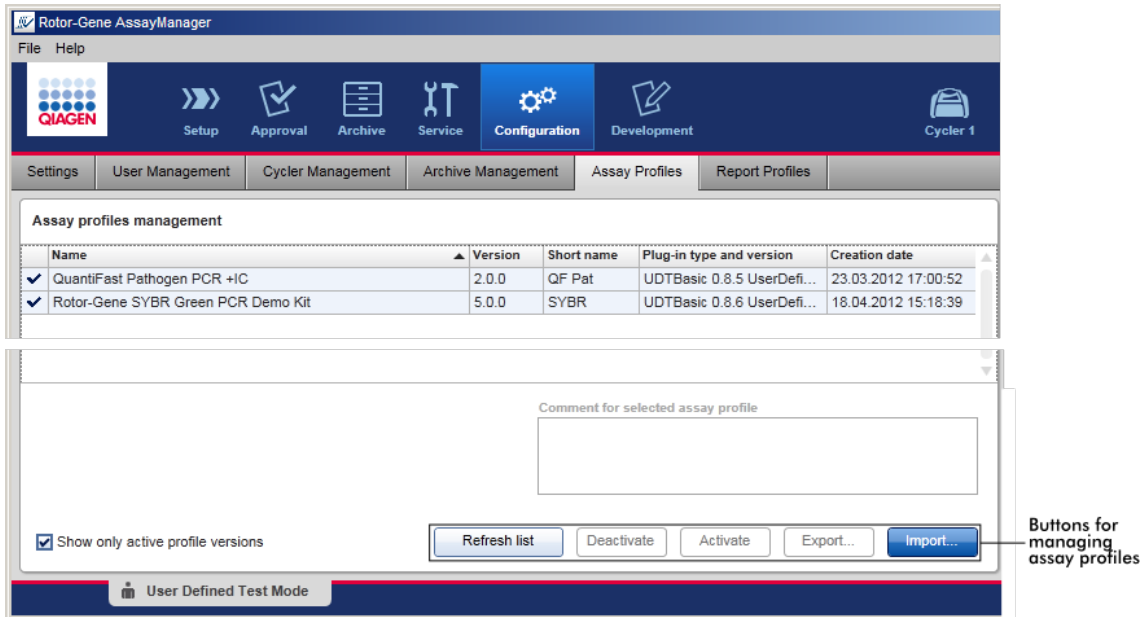 Rotor-Gene AssayManager
File Help
QIAGEN
Setup Approval Archive Service Configuration Development Cycler 1
Settings User Management Cycler Management Archive Management Assay Profiles Report Profiles
Assay profiles management
Name Version Short name Plug-in type and version Creation date
QuantiFast Pathogen PCR +IC 2.0.0 QF Pat UDTBasic 0.8.5 UserDefi... 23.03.2012 17:00:52
Rotor-Gene SYBR Green PCR Demo Kit 5.0.0 SYBR UDTBasic 0.8.6 UserDefi... 18.04.2012 15:18:39
Comment for selected assay profile
Show only active profile versions Refresh list Deactivate Activate Export... Import...
Buttons for
managing
assay profiles
User Defined Test Mode